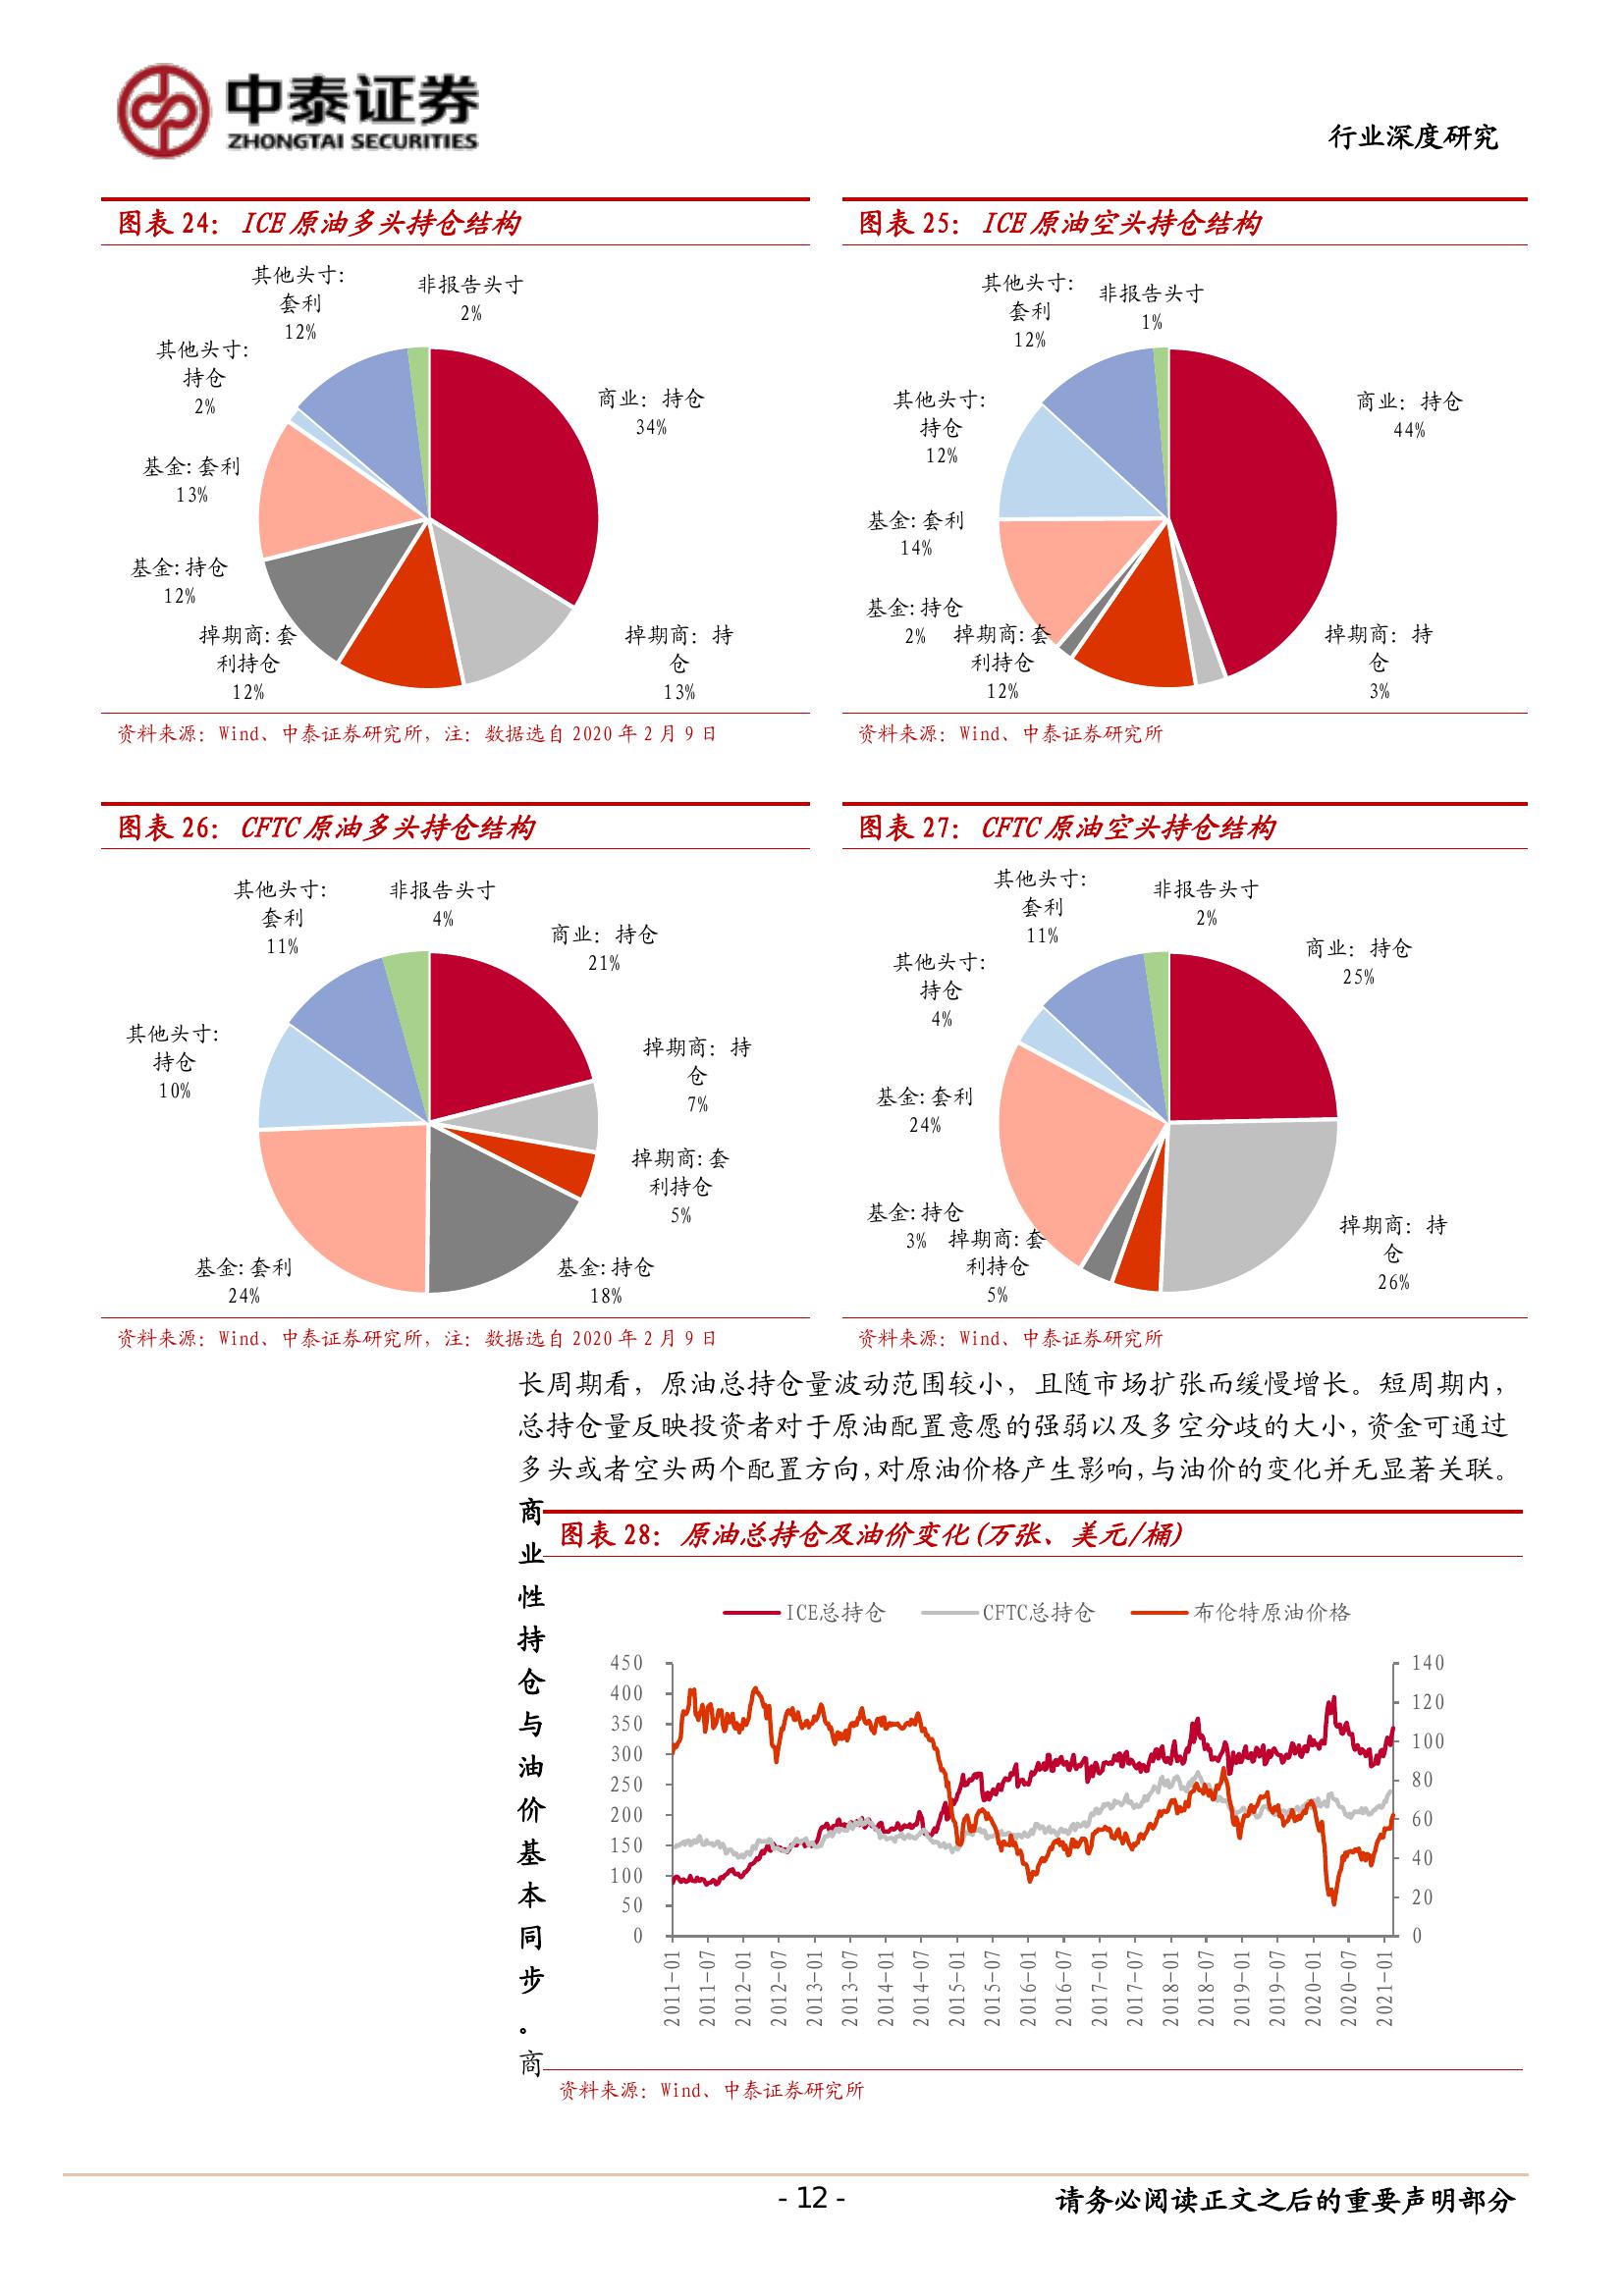 中泰证券
ZHONGTAI SECURITIES
行业深度研究
图表 24： ICE 原油多头持仓结构
其他头寸：
套利
12%
非报告头寸
2%
其他头寸：
持仓
2%
商业：持仓
34%
基金：套利
13%
基金：持仓
12%
掉期商：套
利持仓
12%
掉期商：持
仓
13%
资料来源：Wind、中泰证券研究所，注：数据选自 2020 年 2 月 9 日
图表 25： ICE 原油空头持仓结构
其他头寸：
套利
12%
非报告头寸
1%
其他头寸：
持仓
12%
商业：持仓
44%
基金：套利
14%
基金：持仓
2%
掉期商：套
利持仓
12%
掉期商：持
仓
3%
资料来源：Wind、中泰证券研究所
图表 26： CFTC 原油多头持仓结构
其他头寸：
套利
11%
非报告头寸
4%
商业：持仓
21%
其他头寸：
持仓
10%
掉期商：持
仓
7%
掉期商：套
利持仓
5%
基金：套利
24%
基金：持仓
18%
资料来源：Wind、中泰证券研究所，注：数据选自 2020 年 2 月 9 日
图表 27： CFTC 原油空头持仓结构
其他头寸：
套利
11%
非报告头寸
2%
商业：持仓
25%
其他头寸：
持仓
4%
基金：套利
24%
基金：持仓
3%
掉期商：套
利持仓
5%
掉期商：持
仓
26%
资料来源：Wind、中泰证券研究所
长周期看，原油总持仓量波动范围较小，且随市场扩张而缓慢增长。短周期内，
总持仓量反映投资者对于原油配置意愿的强弱以及多空分歧的大小，资金可通过
多头或者空头两个配置方向，对原油价格产生影响，与油价的变化并无显著关联。
商
业
性
持
仓
与
油
价
基
本
同
步
。
商
图表 28： 原油总持仓及油价变化(万张、美元/桶)
ICE总持仓 CFTC总持仓 布伦特原油价格
450
400
350
300
250
200
150
100
50
0
140
120
100
80
60
40
20
0
2011-01
2011-07
2012-01
2012-07
2013-01
2013-07
2014-01
2014-07
2015-01
2015-07
2016-01
2016-07
2017-01
2017-07
2018-01
2018-07
2019-01
2019-07
2020-01
2020-07
2021-01
资料来源：Wind、中泰证券研究所
- 12 -
请务必阅读正文之后的重要声明部分